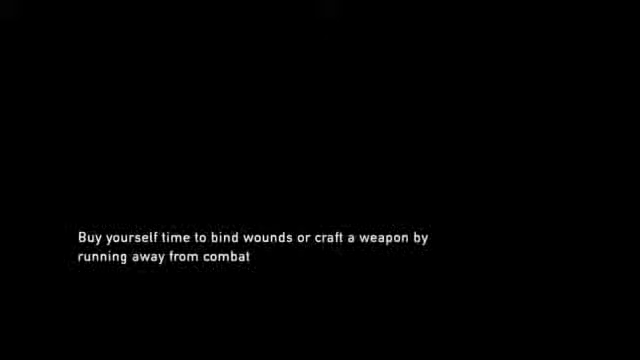 Buy yourself time to bind wounds or craft a weapon by
running away from combat